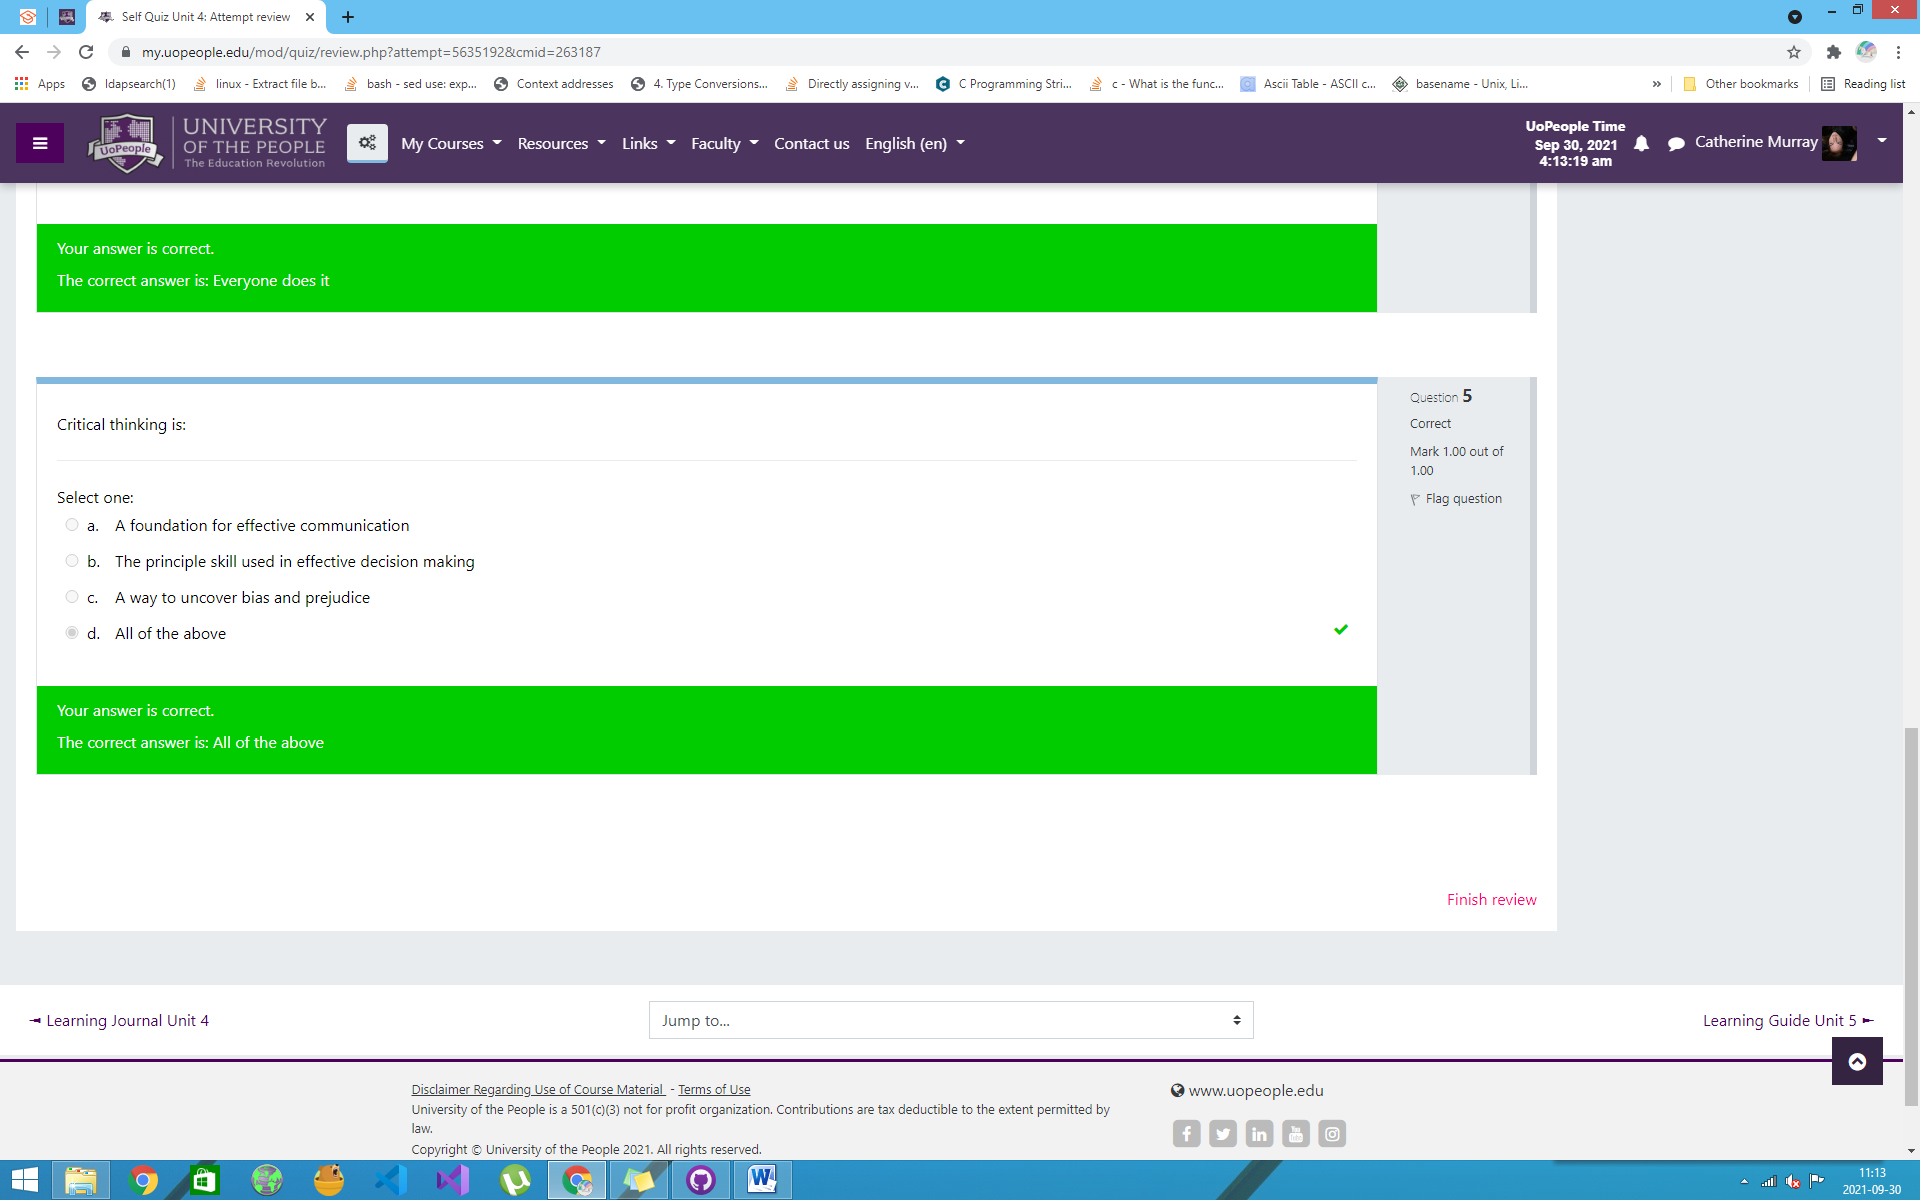 Self Quiz Unit 4: Attempt review
my.uopeople.edu/mod/quiz/review.php?attempt=5635192&cmid=263187
Apps
ldapsearch(1)
linux - Extract file b...
bash - sed use: exp...
Context addresses
4. Type Conversions...
Directly assigning v...
C Programming Stri...
c - What is the func...
Ascii Table - ASCII c...
basename - Unix, Li...
»
Other bookmarks
Reading list
UoPeople
UNIVERSITY
OF THE PEOPLE
The Education Revolution
My Courses
Resources
Links
Faculty
Contact us
English (en)
UoPeople Time
Sep 30, 2021
4:13:19 am
Catherine Murray
Your answer is correct.
The correct answer is: Everyone does it
Critical thinking is:
Select one:
a. A foundation for effective communication
b. The principle skill used in effective decision making
c. A way to uncover bias and prejudice
d. All of the above
Question 5
Correct
Mark 1.00 out of
1.00
Flag question
Your answer is correct.
The correct answer is: All of the above
Finish review
Learning Journal Unit 4
Jump to...
Learning Guide Unit 5
Disclaimer Regarding Use of Course Material - Terms of Use
University of the People is a 501(c)(3) not for profit organization. Contributions are tax deductible to the extent permitted by
law.
Copyright © University of the People 2021. All rights reserved.
www.uopeople.edu
11:13
2021-09-30